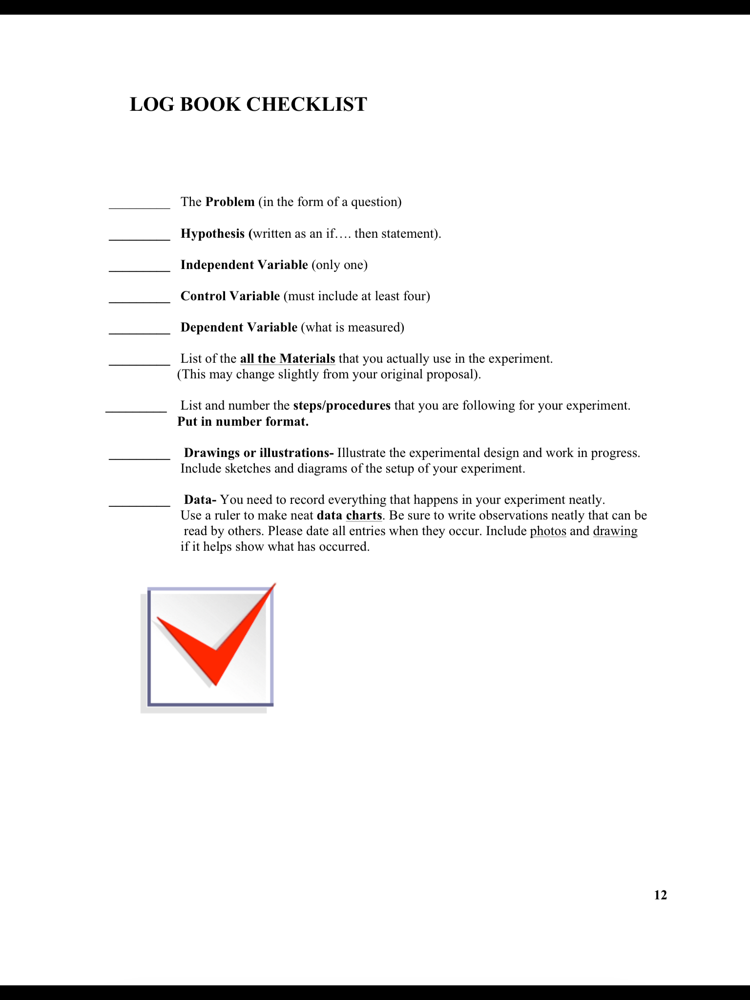 LOG BOOK CHECKLIST
_________ The Problem (in the form of a question)
_________ Hypothesis (written as an if…. then statement).
_________ Independent Variable (only one)
_________ Control Variable (must include at least four)
_________ Dependent Variable (what is measured)
_________ List of the all the Materials that you actually use in the experiment.
(This may change slightly from your original proposal).
_________ List and number the steps/procedures that you are following for your experiment.
Put in number format.
_________ Drawings or illustrations- Illustrate the experimental design and work in progress.
Include sketches and diagrams of the setup of your experiment.
_________ Data- You need to record everything that happens in your experiment neatly.
Use a ruler to make neat data charts. Be sure to write observations neatly that can be
read by others. Please date all entries when they occur. Include photos and drawing
if it helps show what has occurred.
12